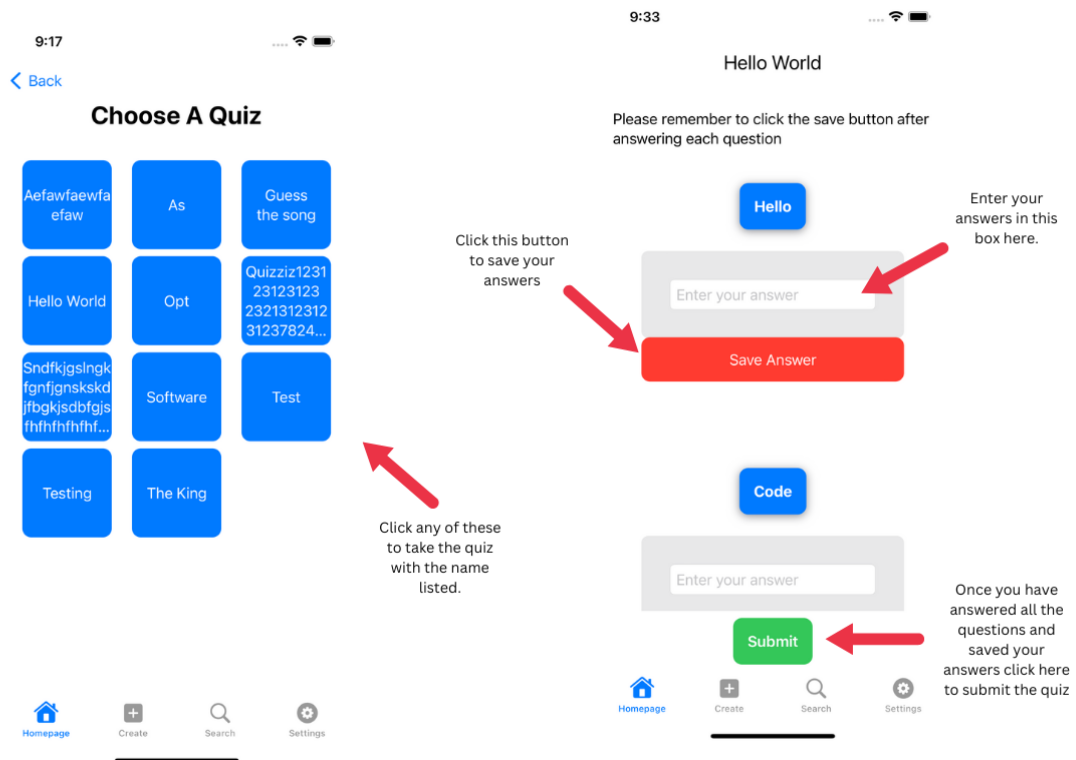 9:17
Back
Choose A Quiz
Aefawfaewfa
efaw
As
Guess
the song
Hello World
Opt
Quizziz1231
23123123
2321312312
31237824...
Sndfkjgslngk
fgnfjgnskskd
jfbgkjsdbfgjs
fhfhfhfhfhf...
Software
Test
Testing
The King
Click any of these
to take the quiz
with the name
listed.
Homepage
Create
Search
Settings
9:33
Hello World
Please remember to click the save button after
answering each question
Hello
Enter your
answers in this
box here.
Click this button
to save your
answers
Enter your answer
Save Answer
Code
Enter your answer
Submit
Once you have
answered all the
questions and
saved your
answers click here
to submit the quiz
Homepage
Create
Search
Settings